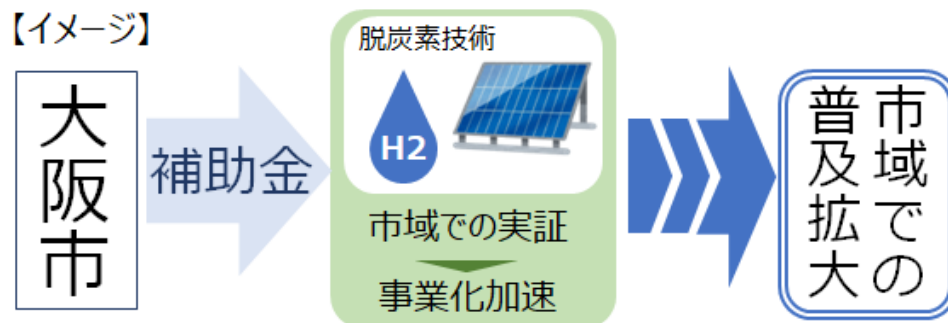 【イメージ】
大阪市
補助金
脱炭素技術
H2
市域での実証
事業化加速
市域での
普及拡大